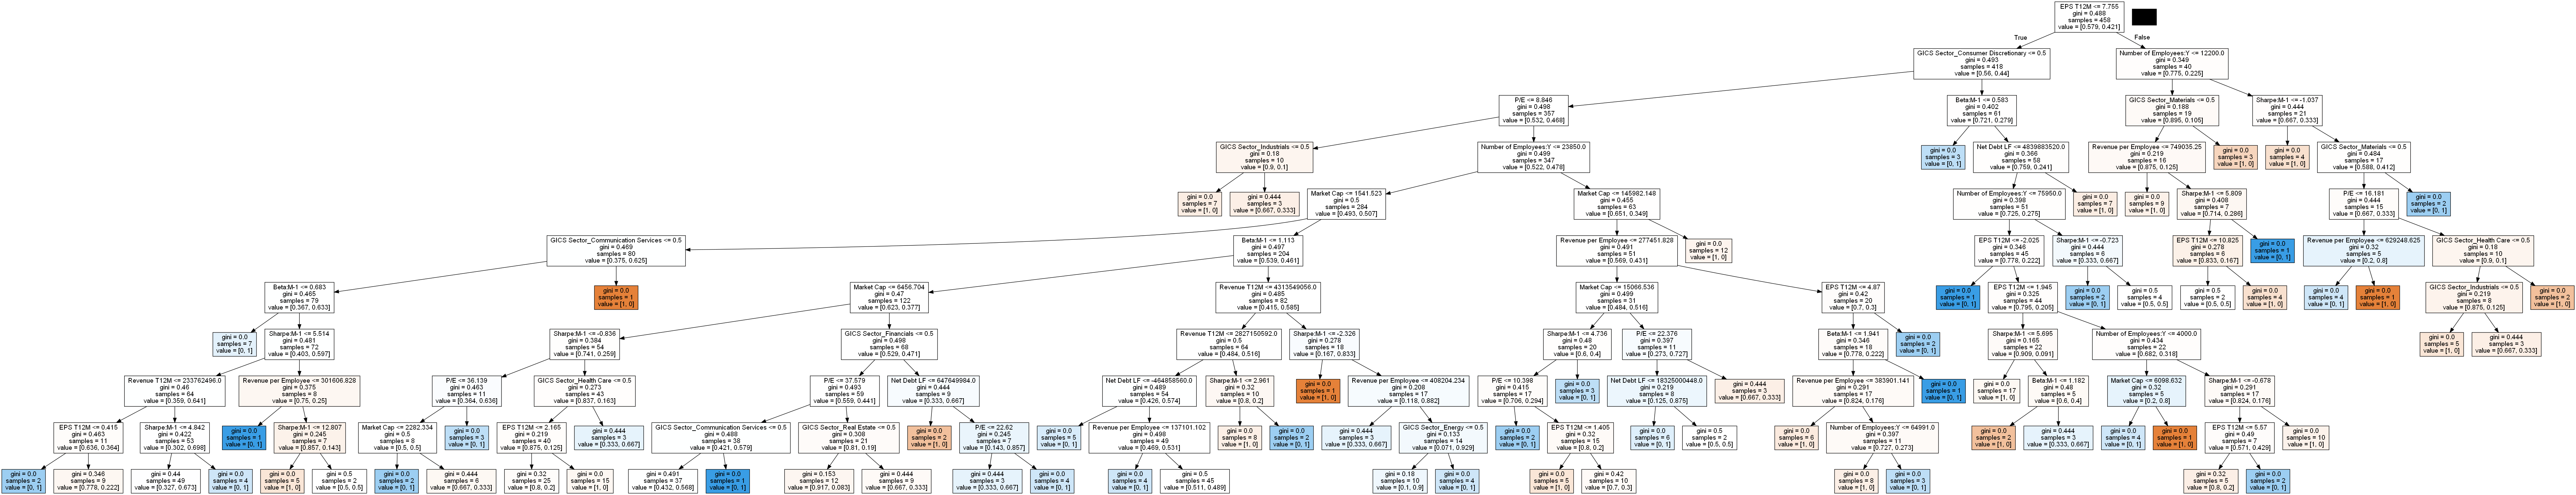 EPS T12M <= 7.755
gini = 0.488
samples = 458
value = [0.579, 0.421]
True
False
GICS Sector_Consumer Discretionary <= 0.5
gini = 0.493
samples = 418
value = [0.56, 0.44]
Number of Employees:Y <= 12200.0
gini = 0.349
samples = 40
value = [0.775, 0.225]
P/E <= 8.846
gini = 0.498
samples = 357
value = [0.532, 0.468]
Beta:M-1 <= 0.583
gini = 0.402
samples = 61
value = [0.721, 0.279]
GICS Sector_Materials <= 0.5
gini = 0.188
samples = 19
value = [0.895, 0.105]
Sharpe:M-1 <= -1.037
gini = 0.444
samples = 21
value = [0.667, 0.333]
GICS Sector_Industrials <= 0.5
gini = 0.18
samples = 10
value = [0.9, 0.1]
Number of Employees:Y <= 23850.0
gini = 0.499
samples = 347
value = [0.522, 0.478]
gini = 0.0
samples = 3
value = [0, 1]
Net Debt LF <= 4839883520.0
gini = 0.366
samples = 58
value = [0.759, 0.241]
Revenue per Employee <= 749035.25
gini = 0.219
samples = 16
value = [0.875, 0.125]
gini = 0.0
samples = 3
value = [1, 0]
gini = 0.0
samples = 4
value = [1, 0]
GICS Sector_Materials <= 0.5
gini = 0.484
samples = 17
value = [0.588, 0.412]
gini = 0.0
samples = 7
value = [1, 0]
gini = 0.444
samples = 3
value = [0.667, 0.333]
Market Cap <= 1541.523
gini = 0.5
samples = 284
value = [0.493, 0.507]
Market Cap <= 145982.148
gini = 0.455
samples = 63
value = [0.651, 0.349]
Number of Employees:Y <= 75950.0
gini = 0.398
samples = 51
value = [0.725, 0.275]
gini = 0.0
samples = 7
value = [1, 0]
gini = 0.0
samples = 9
value = [1, 0]
Sharpe:M-1 <= 5.809
gini = 0.408
samples = 7
value = [0.714, 0.286]
P/E <= 16.181
gini = 0.444
samples = 15
value = [0.667, 0.333]
gini = 0.0
samples = 2
value = [0, 1]
GICS Sector_Communication Services <= 0.5
gini = 0.469
samples = 80
value = [0.375, 0.625]
Beta:M-1 <= 1.113
gini = 0.497
samples = 204
value = [0.539, 0.461]
Revenue per Employee <= 277451.828
gini = 0.491
samples = 51
value = [0.569, 0.431]
gini = 0.0
samples = 12
value = [1, 0]
EPS T12M <= -2.025
gini = 0.346
samples = 45
value = [0.778, 0.222]
Sharpe:M-1 <= -0.723
gini = 0.444
samples = 6
value = [0.333, 0.667]
EPS T12M <= 10.825
gini = 0.278
samples = 6
value = [0.833, 0.167]
gini = 0.0
samples = 1
value = [0, 1]
Revenue per Employee <= 629248.625
gini = 0.32
samples = 5
value = [0.2, 0.8]
GICS Sector_Health Care <= 0.5
gini = 0.18
samples = 10
value = [0.9, 0.1]
Beta:M-1 <= 0.683
gini = 0.465
samples = 79
value = [0.367, 0.633]
gini = 0.0
samples = 1
value = [1, 0]
Market Cap <= 6456.704
gini = 0.47
samples = 122
value = [0.623, 0.377]
Revenue T12M <= 4313549056.0
gini = 0.485
samples = 82
value = [0.415, 0.585]
Market Cap <= 15066.536
gini = 0.499
samples = 31
value = [0.484, 0.516]
EPS T12M <= 4.87
gini = 0.42
samples = 20
value = [0.7, 0.3]
gini = 0.0
samples = 1
value = [0, 1]
EPS T12M <= 1.945
gini = 0.325
samples = 44
value = [0.795, 0.205]
gini = 0.0
samples = 2
value = [0, 1]
gini = 0.5
samples = 4
value = [0.5, 0.5]
gini = 0.5
samples = 2
value = [0.5, 0.5]
gini = 0.0
samples = 4
value = [1, 0]
gini = 0.0
samples = 4
value = [0, 1]
gini = 0.0
samples = 1
value = [1, 0]
GICS Sector_Industrials <= 0.5
gini = 0.219
samples = 8
value = [0.875, 0.125]
gini = 0.0
samples = 2
value = [1, 0]
gini = 0.0
samples = 7
value = [0, 1]
Sharpe:M-1 <= 5.514
gini = 0.481
samples = 72
value = [0.403, 0.597]
Sharpe:M-1 <= -0.836
gini = 0.384
samples = 54
value = [0.741, 0.259]
GICS Sector_Financials <= 0.5
gini = 0.498
samples = 68
value = [0.529, 0.471]
Revenue T12M <= 2827150592.0
gini = 0.5
samples = 64
value = [0.484, 0.516]
Sharpe:M-1 <= -2.326
gini = 0.278
samples = 18
value = [0.167, 0.833]
Sharpe:M-1 <= 4.736
gini = 0.48
samples = 20
value = [0.6, 0.4]
P/E <= 22.376
gini = 0.397
samples = 11
value = [0.273, 0.727]
Beta:M-1 <= 1.941
gini = 0.346
samples = 18
value = [0.778, 0.222]
gini = 0.0
samples = 2
value = [0, 1]
Sharpe:M-1 <= 5.695
gini = 0.165
samples = 22
value = [0.909, 0.091]
Number of Employees:Y <= 4000.0
gini = 0.434
samples = 22
value = [0.682, 0.318]
gini = 0.0
samples = 5
value = [1, 0]
gini = 0.444
samples = 3
value = [0.667, 0.333]
Revenue T12M <= 233762496.0
gini = 0.46
samples = 64
value = [0.359, 0.641]
Revenue per Employee <= 301606.828
gini = 0.375
samples = 8
value = [0.75, 0.25]
P/E <= 36.139
gini = 0.463
samples = 11
value = [0.364, 0.636]
GICS Sector_Health Care <= 0.5
gini = 0.273
samples = 43
value = [0.837, 0.163]
P/E <= 37.579
gini = 0.493
samples = 59
value = [0.559, 0.441]
Net Debt LF <= 647649984.0
gini = 0.444
samples = 9
value = [0.333, 0.667]
Net Debt LF <= -464858560.0
gini = 0.489
samples = 54
value = [0.426, 0.574]
Sharpe:M-1 <= 2.961
gini = 0.32
samples = 10
value = [0.8, 0.2]
gini = 0.0
samples = 1
value = [1, 0]
Revenue per Employee <= 408204.234
gini = 0.208
samples = 17
value = [0.118, 0.882]
P/E <= 10.398
gini = 0.415
samples = 17
value = [0.706, 0.294]
gini = 0.0
samples = 3
value = [0, 1]
Net Debt LF <= 18325000448.0
gini = 0.219
samples = 8
value = [0.125, 0.875]
gini = 0.444
samples = 3
value = [0.667, 0.333]
Revenue per Employee <= 383901.141
gini = 0.291
samples = 17
value = [0.824, 0.176]
gini = 0.0
samples = 1
value = [0, 1]
gini = 0.0
samples = 17
value = [1, 0]
Beta:M-1 <= 1.182
gini = 0.48
samples = 5
value = [0.6, 0.4]
Market Cap <= 6098.632
gini = 0.32
samples = 5
value = [0.2, 0.8]
Sharpe:M-1 <= -0.678
gini = 0.291
samples = 17
value = [0.824, 0.176]
EPS T12M <= 0.415
gini = 0.463
samples = 11
value = [0.636, 0.364]
Sharpe:M-1 <= 4.842
gini = 0.422
samples = 53
value = [0.302, 0.698]
gini = 0.0
samples = 1
value = [0, 1]
Sharpe:M-1 <= 12.807
gini = 0.245
samples = 7
value = [0.857, 0.143]
Market Cap <= 2282.334
gini = 0.5
samples = 8
value = [0.5, 0.5]
gini = 0.0
samples = 3
value = [0, 1]
EPS T12M <= 2.165
gini = 0.219
samples = 40
value = [0.875, 0.125]
gini = 0.444
samples = 3
value = [0.333, 0.667]
GICS Sector_Communication Services <= 0.5
gini = 0.488
samples = 38
value = [0.421, 0.579]
GICS Sector_Real Estate <= 0.5
gini = 0.308
samples = 21
value = [0.81, 0.19]
gini = 0.0
samples = 2
value = [1, 0]
P/E <= 22.62
gini = 0.245
samples = 7
value = [0.143, 0.857]
gini = 0.0
samples = 5
value = [0, 1]
Revenue per Employee <= 137101.102
gini = 0.498
samples = 49
value = [0.469, 0.531]
gini = 0.0
samples = 8
value = [1, 0]
gini = 0.0
samples = 2
value = [0, 1]
gini = 0.444
samples = 3
value = [0.333, 0.667]
GICS Sector_Energy <= 0.5
gini = 0.133
samples = 14
value = [0.071, 0.929]
gini = 0.0
samples = 2
value = [0, 1]
EPS T12M <= 1.405
gini = 0.32
samples = 15
value = [0.8, 0.2]
gini = 0.0
samples = 6
value = [0, 1]
gini = 0.5
samples = 2
value = [0.5, 0.5]
gini = 0.0
samples = 6
value = [1, 0]
Number of Employees:Y <= 64991.0
gini = 0.397
samples = 11
value = [0.727, 0.273]
gini = 0.0
samples = 2
value = [1, 0]
gini = 0.444
samples = 3
value = [0.333, 0.667]
gini = 0.0
samples = 4
value = [0, 1]
gini = 0.0
samples = 1
value = [1, 0]
EPS T12M <= 5.57
gini = 0.49
samples = 7
value = [0.571, 0.429]
gini = 0.0
samples = 10
value = [1, 0]
gini = 0.0
samples = 2
value = [0, 1]
gini = 0.346
samples = 9
value = [0.778, 0.222]
gini = 0.44
samples = 49
value = [0.327, 0.673]
gini = 0.0
samples = 4
value = [0, 1]
gini = 0.0
samples = 5
value = [1, 0]
gini = 0.5
samples = 2
value = [0.5, 0.5]
gini = 0.0
samples = 2
value = [0, 1]
gini = 0.444
samples = 6
value = [0.667, 0.333]
gini = 0.32
samples = 25
value = [0.8, 0.2]
gini = 0.0
samples = 15
value = [1, 0]
gini = 0.491
samples = 37
value = [0.432, 0.568]
gini = 0.0
samples = 1
value = [0, 1]
gini = 0.153
samples = 12
value = [0.917, 0.083]
gini = 0.444
samples = 9
value = [0.667, 0.333]
gini = 0.444
samples = 3
value = [0.333, 0.667]
gini = 0.0
samples = 4
value = [0, 1]
gini = 0.0
samples = 4
value = [0, 1]
gini = 0.5
samples = 45
value = [0.511, 0.489]
gini = 0.18
samples = 10
value = [0.1, 0.9]
gini = 0.0
samples = 4
value = [0, 1]
gini = 0.0
samples = 5
value = [1, 0]
gini = 0.42
samples = 10
value = [0.7, 0.3]
gini = 0.0
samples = 8
value = [1, 0]
gini = 0.0
samples = 3
value = [0, 1]
gini = 0.32
samples = 5
value = [0.8, 0.2]
gini = 0.0
samples = 2
value = [0, 1]